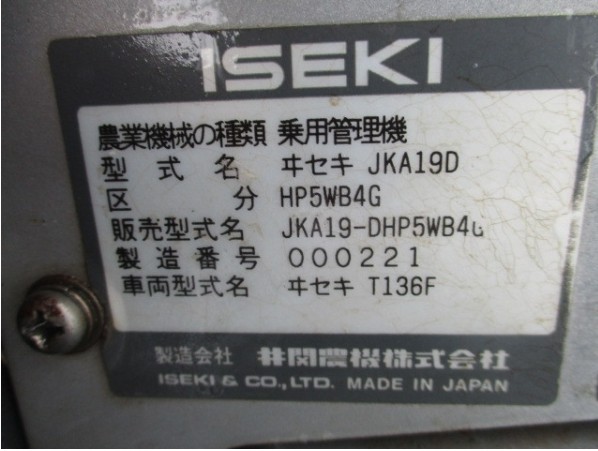 ISEKI
農業機械の種類 乗用管理機
型式名 ヰセキ JKA19D
区分 HP5WB4G
販売型式名 JKA19-DHP5WB4G
製造番号 000221
車両型式名 ヰセキ T136F
製造会社 井関農機株式会社
ISEKI & CO.,LTD. MADE IN JAPAN